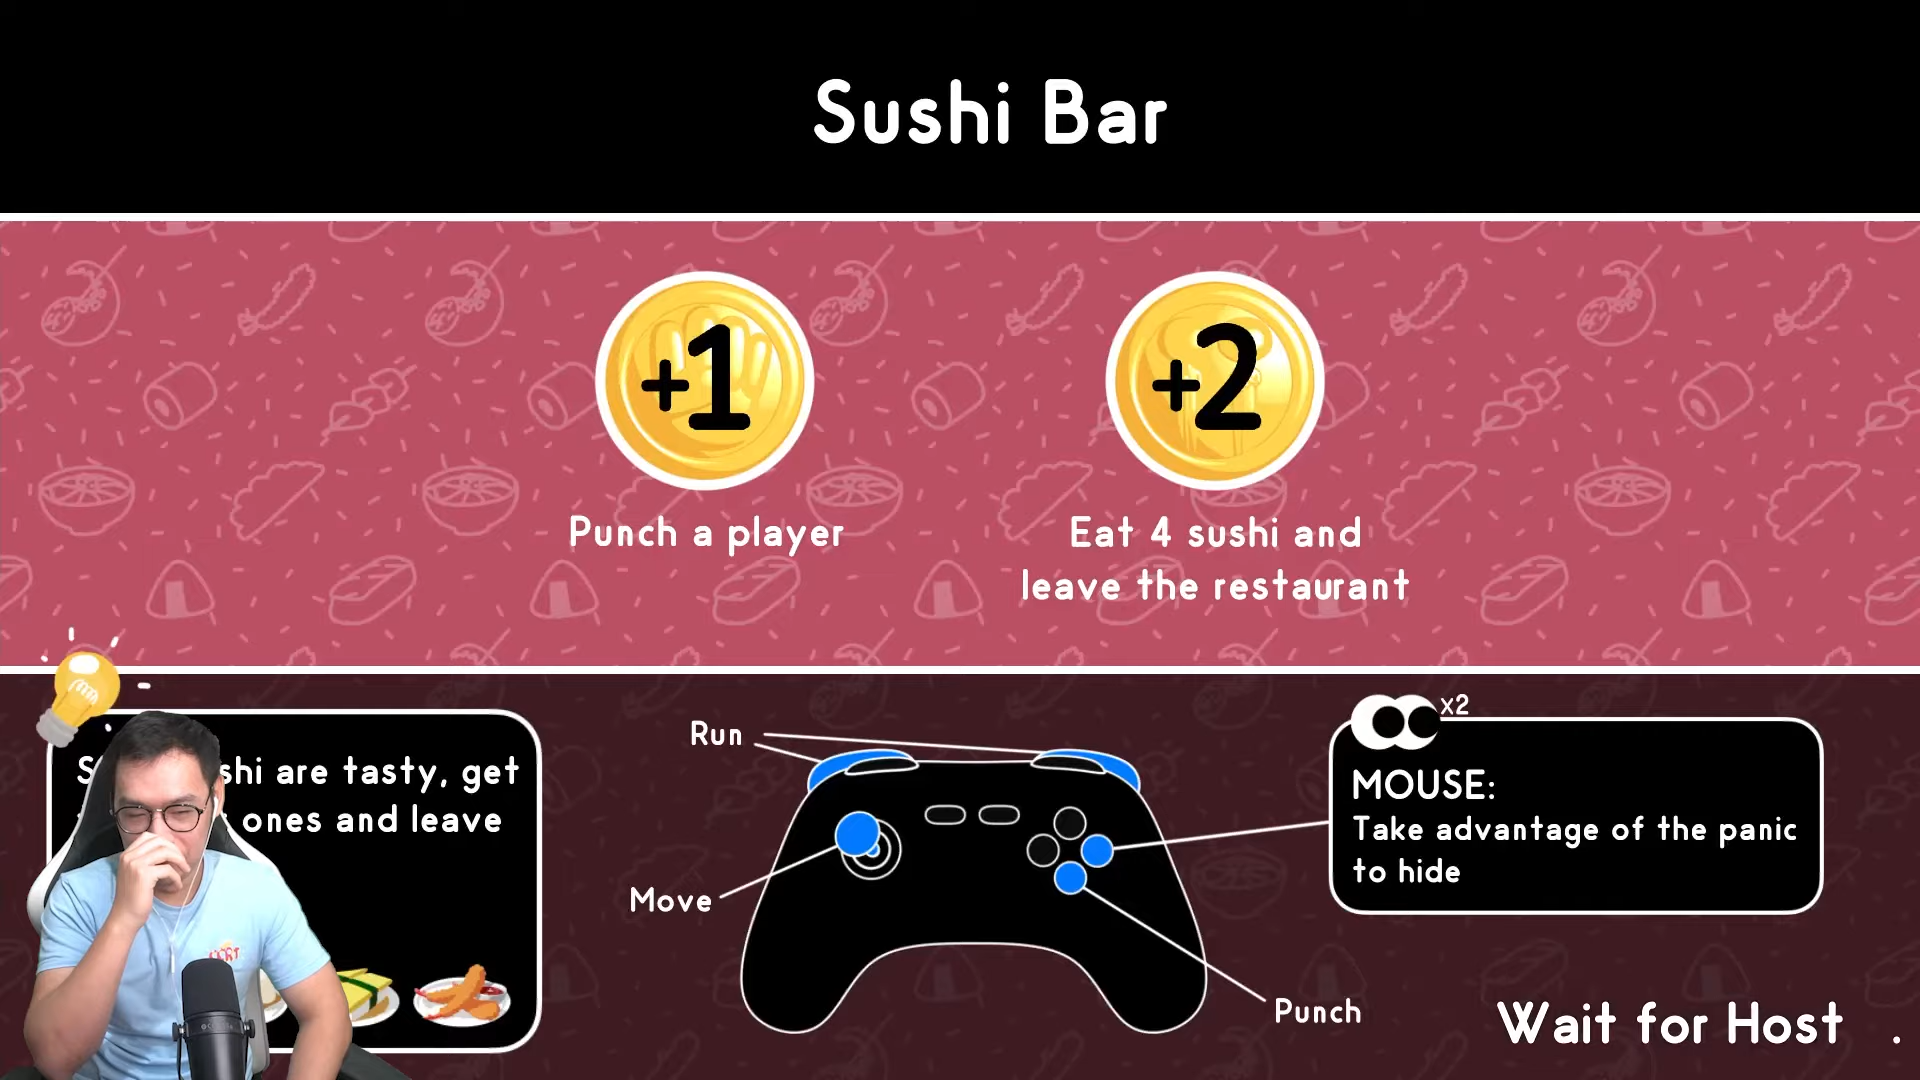 Sushi Bar
+1
+2
Punch a player
Eat 4 sushi and
leave the restaurant
Run
x2
are tasty, get
ones and leave
MOUSE:
Take advantage of the panic
to hide
Move
Punch
Wait for Host .